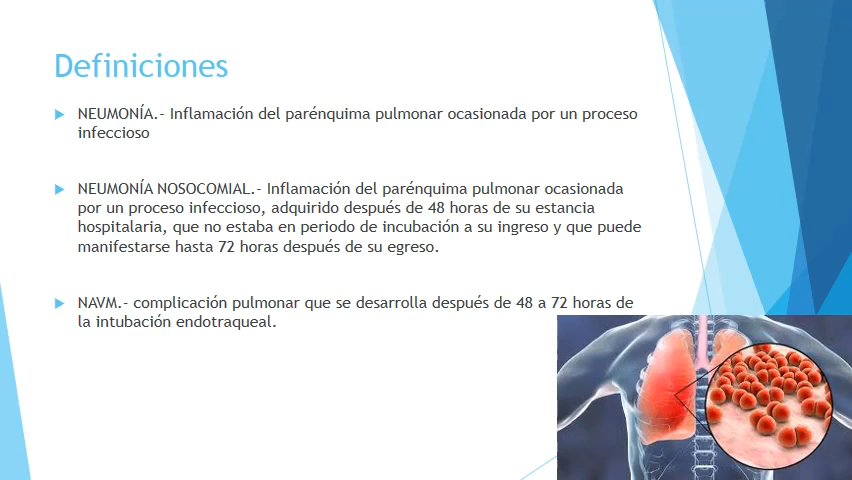 Definiciones
NEUMONÍA.- Inflamación del parénquima pulmonar ocasionada por un proceso
infeccioso
NEUMONÍA NOSOCOMIAL.- Inflamación del parénquima pulmonar ocasionada
por un proceso infeccioso, adquirido después de 48 horas de su estancia
hospitalaria, que no estaba en periodo de incubación a su ingreso y que puede
manifestarse hasta 72 horas después de su egreso.
NAVM.- complicación pulmonar que se desarrolla después de 48 a 72 horas de
la intubación endotraqueal.